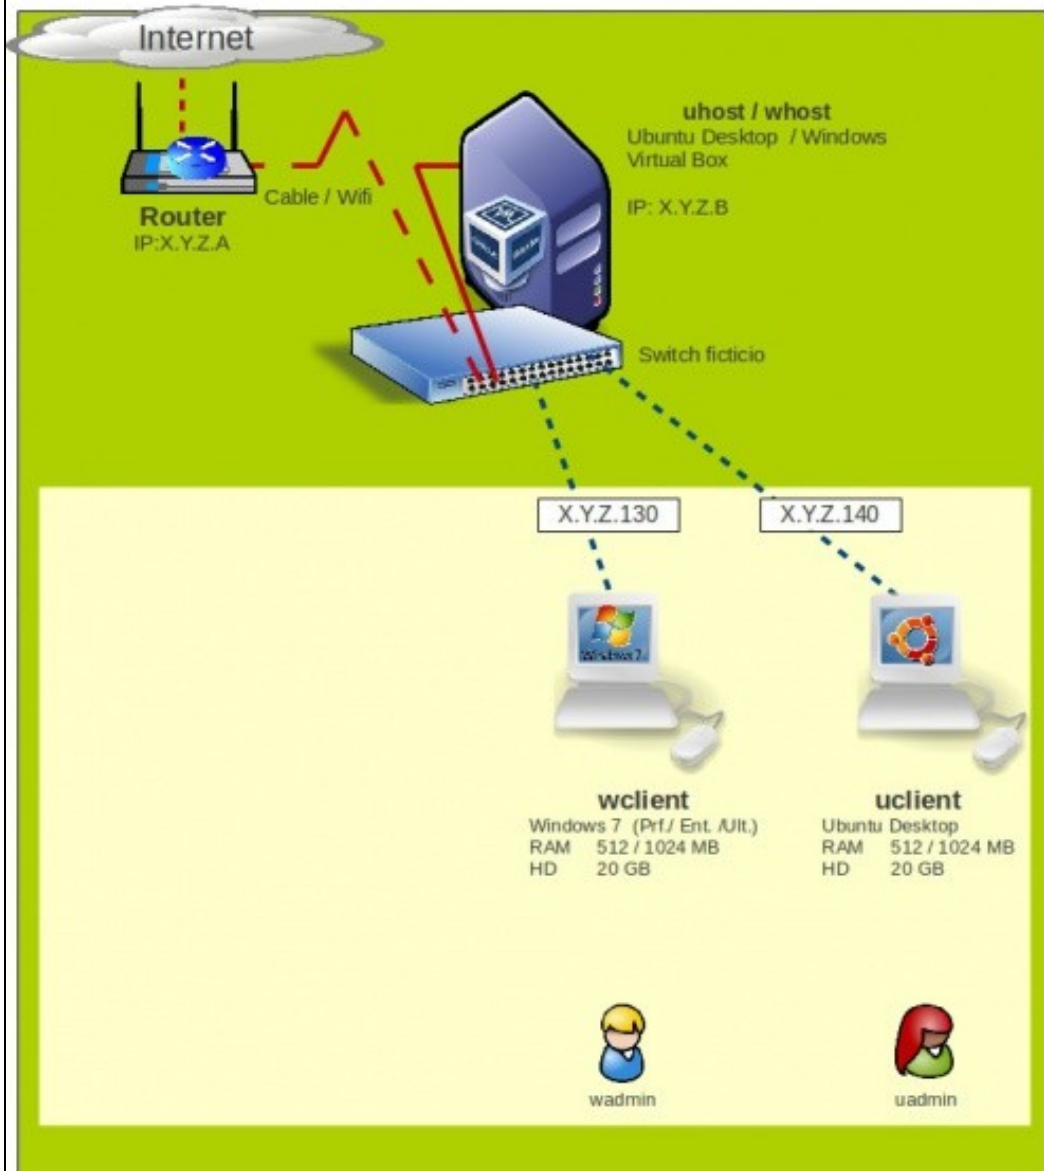 Internet
uhost / whost
Ubuntu Desktop / Windows
Virtual Box
IP: X.Y.Z.B
Cable / Wifi
Router
IP:X.Y.Z.A
Switch ficticio
X.Y.Z.130
X.Y.Z.140
Windows 7
wclient
Windows 7 (Prf./ Ent. /Ult.)
RAM 512 / 1024 MB
HD 20 GB
uclient
Ubuntu Desktop
RAM 512 / 1024 MB
HD 20 GB
wadmin
uadmin